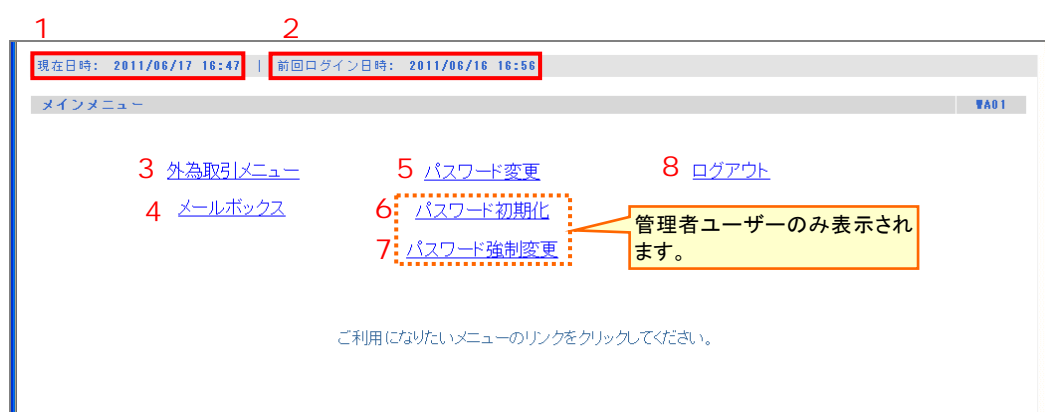 1 2
現在日時: 2011/06/17 16:47 | 前回ログイン日時: 2011/06/16 16:56
メインメニュー WA01
3 外為取引メニュー 5 パスワード変更 8 ログアウト
4 メールボックス 6 パスワード初期化
7 パスワード強制変更
管理者ユーザーのみ表示され
ます。
ご利用になりたいメニューのリンクをクリックしてください。